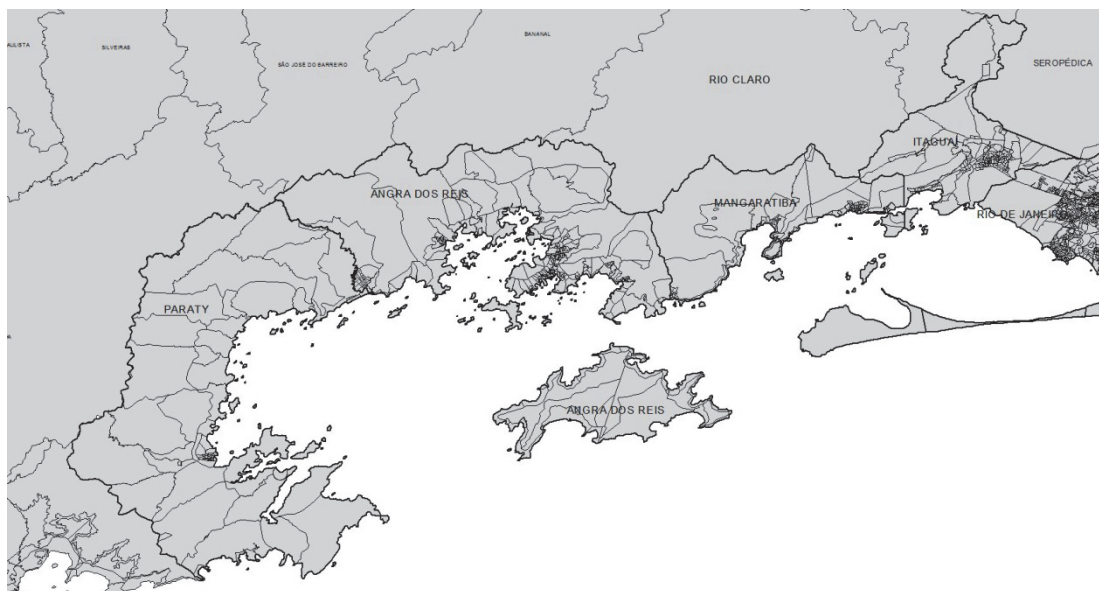 BANANAL
AULISTA
SILVEIRAS
SÃO JOSÉ DO BARREIRO
SEROPÉDICA
RIO CLARO
ITAGUAÍ
ANGRA DOS REIS
MANGARATIBA
RIO DE JANEIRO
PARATY
ANGRA DOS REIS